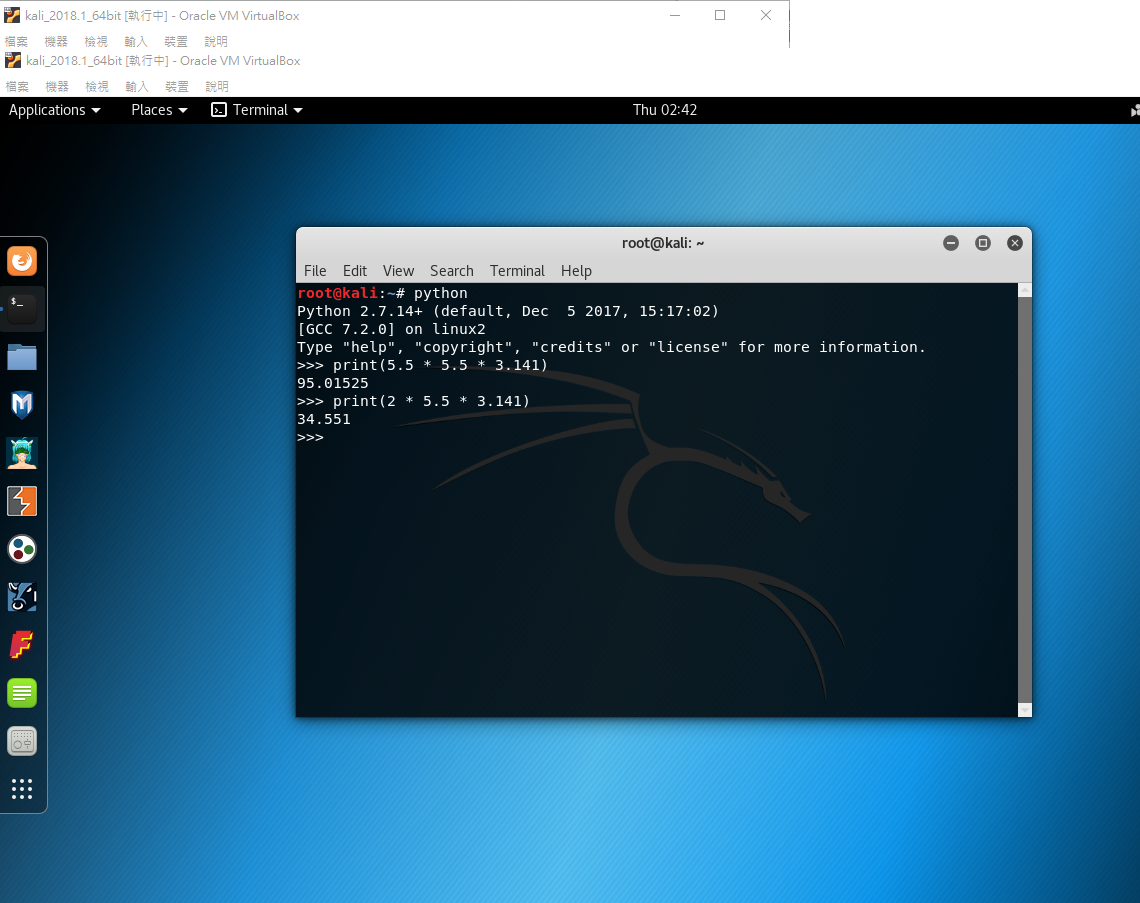 kali_2018.1_64bit [執行中] - Oracle VM VirtualBox
檔案 機器 檢視 輸入 裝置 說明
kali_2018.1_64bit [執行中] - Oracle VM VirtualBox
檔案 機器 檢視 輸入 裝置 說明
Applications Places Terminal Thu 02:42
root@kali: ~
File Edit View Search Terminal Help
root@kali:~# python
Python 2.7.14+ (default, Dec  5 2017, 15:17:02)
[GCC 7.2.0] on linux2
Type "help", "copyright", "credits" or "license" for more information.
>>> print(5.5 * 5.5 * 3.141)
95.01525
>>> print(2 * 5.5 * 3.141)
34.551
>>>